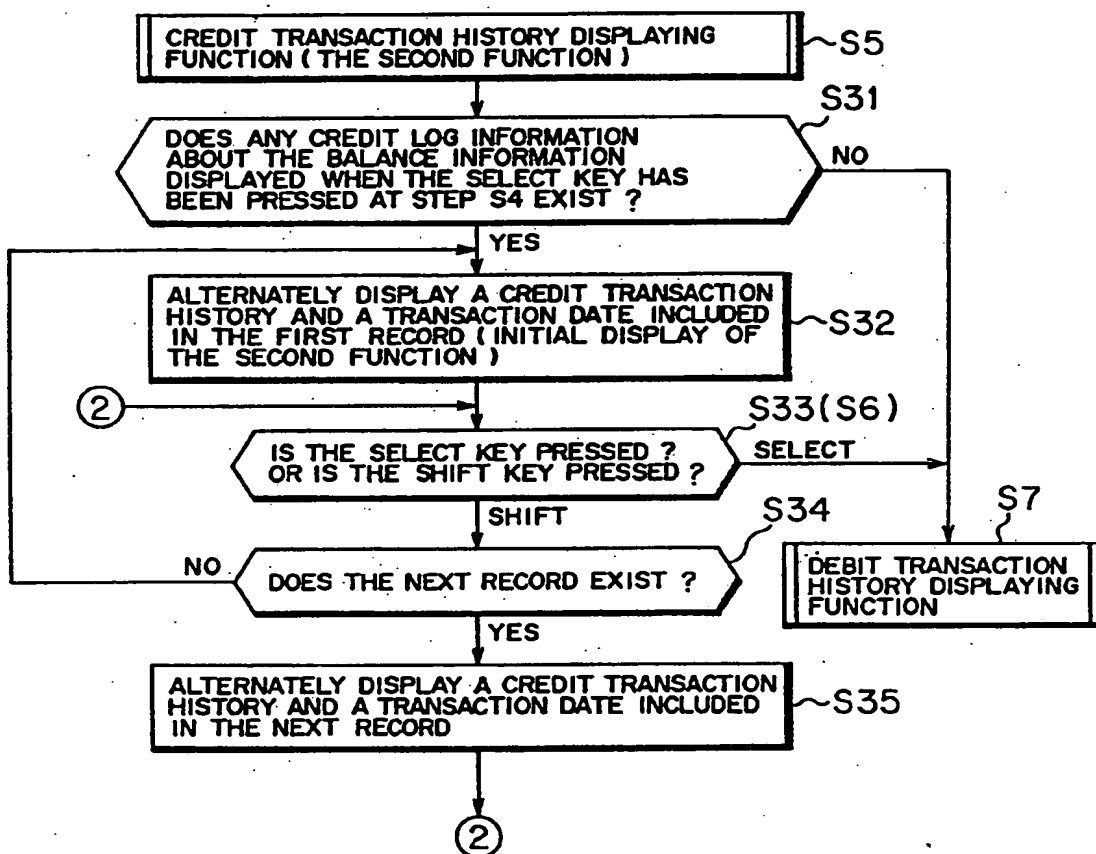 CREDIT TRANSACTION HISTORY DISPLAYING
FUNCTION ( THE SECOND FUNCTION )
S5
S31
DOES ANY CREDIT LOG INFORMATION
ABOUT THE BALANCE INFORMATION
DISPLAYED WHEN THE SELECT KEY HAS
BEEN PRESSED AT STEP S4 EXIST ?
NO
YES
ALTERNATELY DISPLAY A CREDIT TRANSACTION
HISTORY AND A TRANSACTION DATE INCLUDED
IN THE FIRST RECORD ( INITIAL DISPLAY OF
THE SECOND FUNCTION )
S32
2
S33(S6)
IS THE SELECT KEY PRESSED ?
OR IS THE SHIFT KEY PRESSED ?
SELECT
SHIFT
S34
NO
DOES THE NEXT RECORD EXIST ?
S7
DEBIT TRANSACTION
HISTORY DISPLAYING
FUNCTION
YES
ALTERNATELY DISPLAY A CREDIT TRANSACTION
HISTORY AND A TRANSACTION DATE INCLUDED
IN THE NEXT RECORD
S35
2